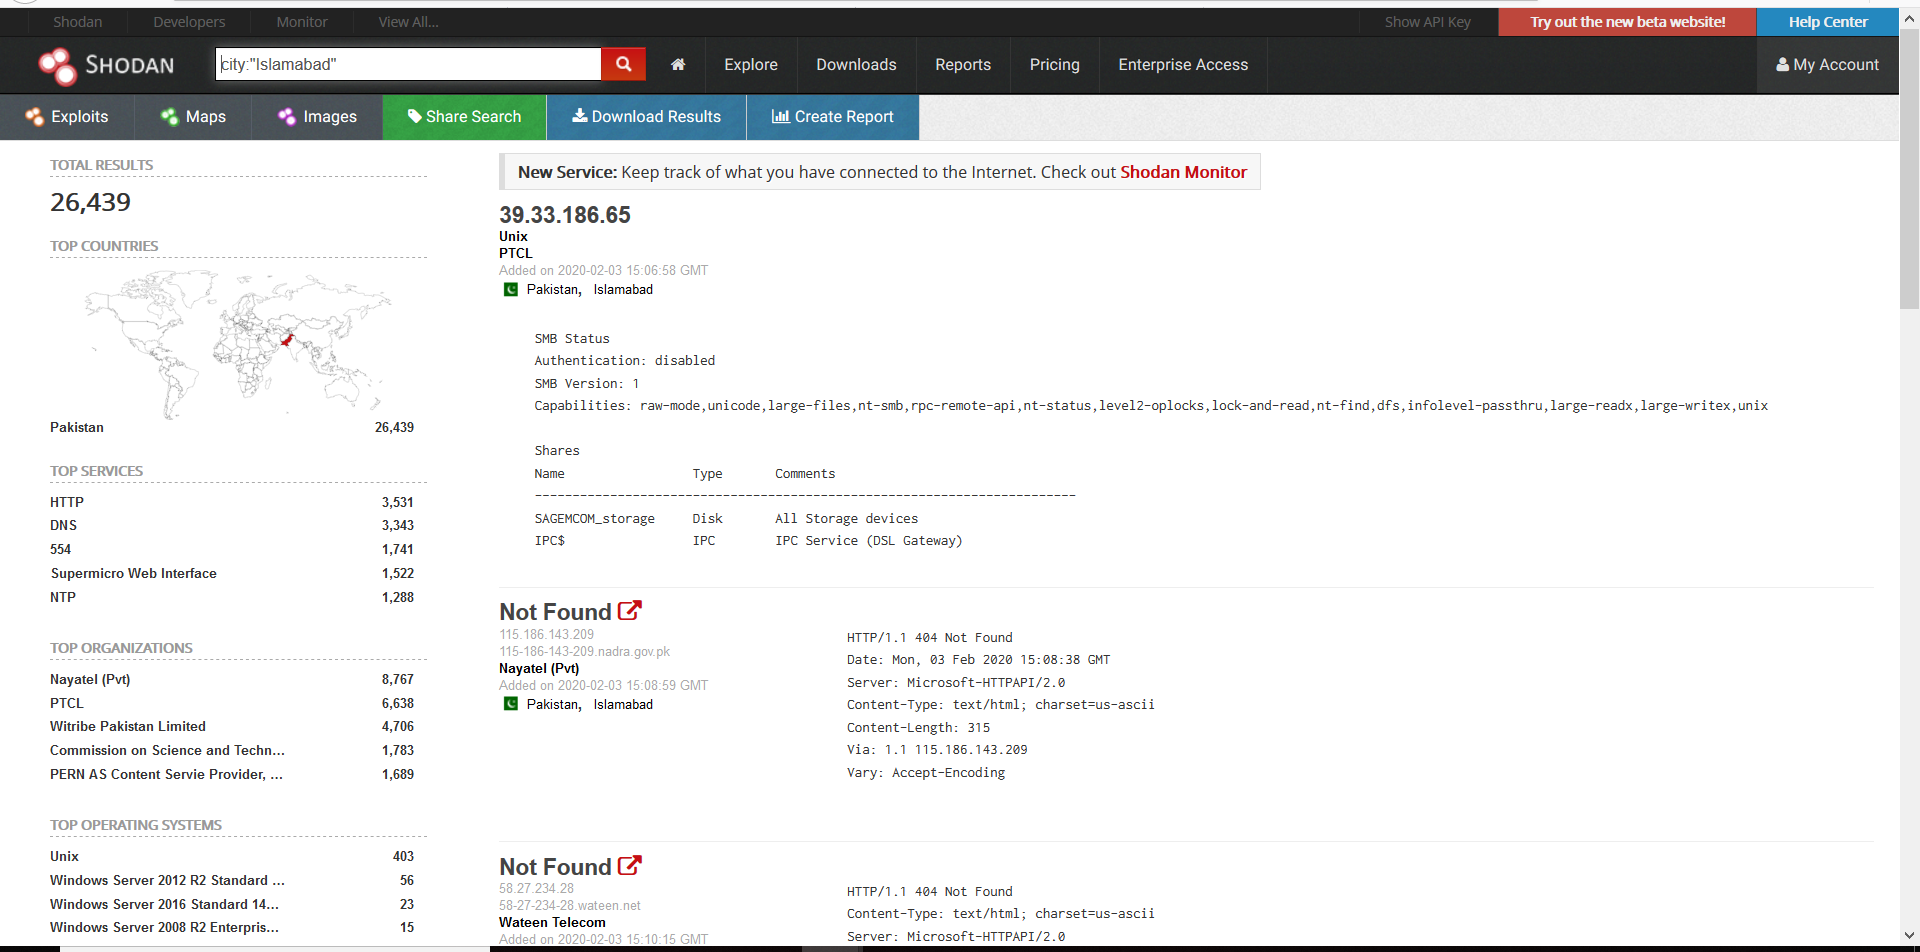 Shodan Developers Monitor View All... Show API Key Try out the new beta website! Help Center
SHODAN city:"Islamabad" Explore Downloads Reports Pricing Enterprise Access My Account
Exploits Maps Images Share Search Download Results Create Report
TOTAL RESULTS
26,439
TOP COUNTRIES
Pakistan 26,439
TOP SERVICES
HTTP 3,531
DNS 3,343
554 1,741
Supermicro Web Interface 1,522
NTP 1,288
TOP ORGANIZATIONS
Nayatel (Pvt) 8,767
PTCL 6,638
Witribe Pakistan Limited 4,706
Commission on Science and Techn... 1,783
PERN AS Content Servie Provider, ... 1,689
TOP OPERATING SYSTEMS
Unix 403
Windows Server 2012 R2 Standard ... 56
Windows Server 2016 Standard 14... 23
Windows Server 2008 R2 Enterpris... 15
New Service: Keep track of what you have connected to the Internet. Check out Shodan Monitor
39.33.186.65
Unix
PTCL
Added on 2020-02-03 15:06:58 GMT
Pakistan, Islamabad
SMB Status
Authentication: disabled
SMB Version: 1
Capabilities: raw-mode,unicode,large-files,nt-smb,rpc-remote-api,nt-status,level2-oplocks,lock-and-read,nt-find,dfs,infolevel-passthru,large-readx,large-writex,unix
Shares
Name Type Comments
------------------------------------------------------------------------
SAGEMCOM_storage Disk All Storage devices
IPC$ IPC IPC Service (DSL Gateway)
Not Found
115.186.143.209
115-186-143-209.nadra.gov.pk
Nayatel (Pvt)
Added on 2020-02-03 15:08:59 GMT
Pakistan, Islamabad
HTTP/1.1 404 Not Found
Date: Mon, 03 Feb 2020 15:08:38 GMT
Server: Microsoft-HTTPAPI/2.0
Content-Type: text/html; charset=us-ascii
Content-Length: 315
Via: 1.1 115.186.143.209
Vary: Accept-Encoding
Not Found
58.27.234.28
58-27-234-28.wateen.net
Wateen Telecom
Added on 2020-02-03 15:10:15 GMT
HTTP/1.1 404 Not Found
Content-Type: text/html; charset=us-ascii
Server: Microsoft-HTTPAPI/2.0